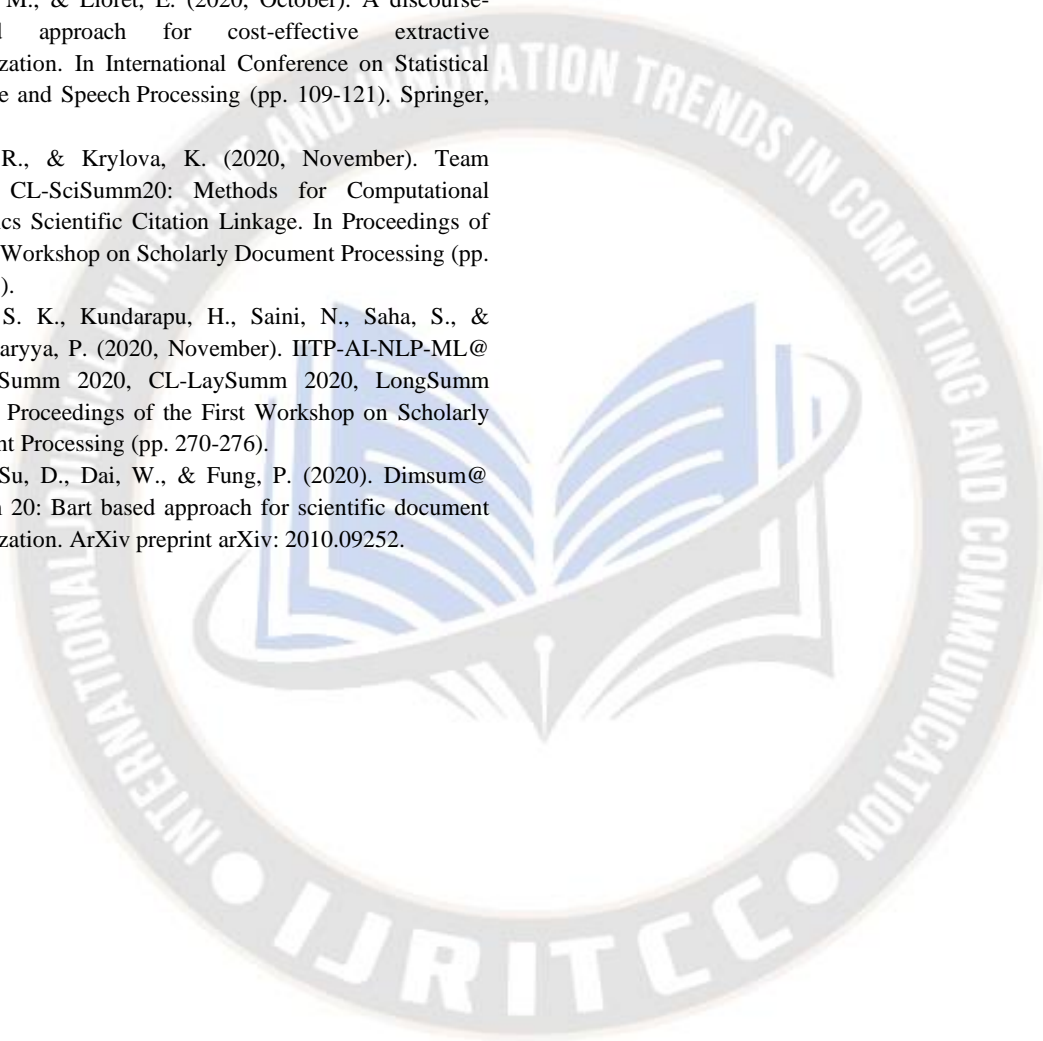 M., & Lloret, E. (2020, October). A discourse-
approach for cost-effective extractive
zation. In International Conference on Statistical
e and Speech Processing (pp. 109-121). Springer,
R., & Krylova, K. (2020, November). Team
CL-SciSumm20: Methods for Computational
cs Scientific Citation Linkage. In Proceedings of
Workshop on Scholarly Document Processing (pp.
).
S. K., Kundarapu, H., Saini, N., Saha, S., &
aryya, P. (2020, November). IITP-AI-NLP-ML@
Summ 2020, CL-LaySumm 2020, LongSumm
Proceedings of the First Workshop on Scholarly
nt Processing (pp. 270-276).
Su, D., Dai, W., & Fung, P. (2020). Dimsum@
20: Bart based approach for scientific document
zation. ArXiv preprint arXiv: 2010.09252.
INTERNATIONAL JOURNAL ON RECENT AND INNOVATION TRENDS IN COMPUTING AND COMMUNICATION
IJRITCC